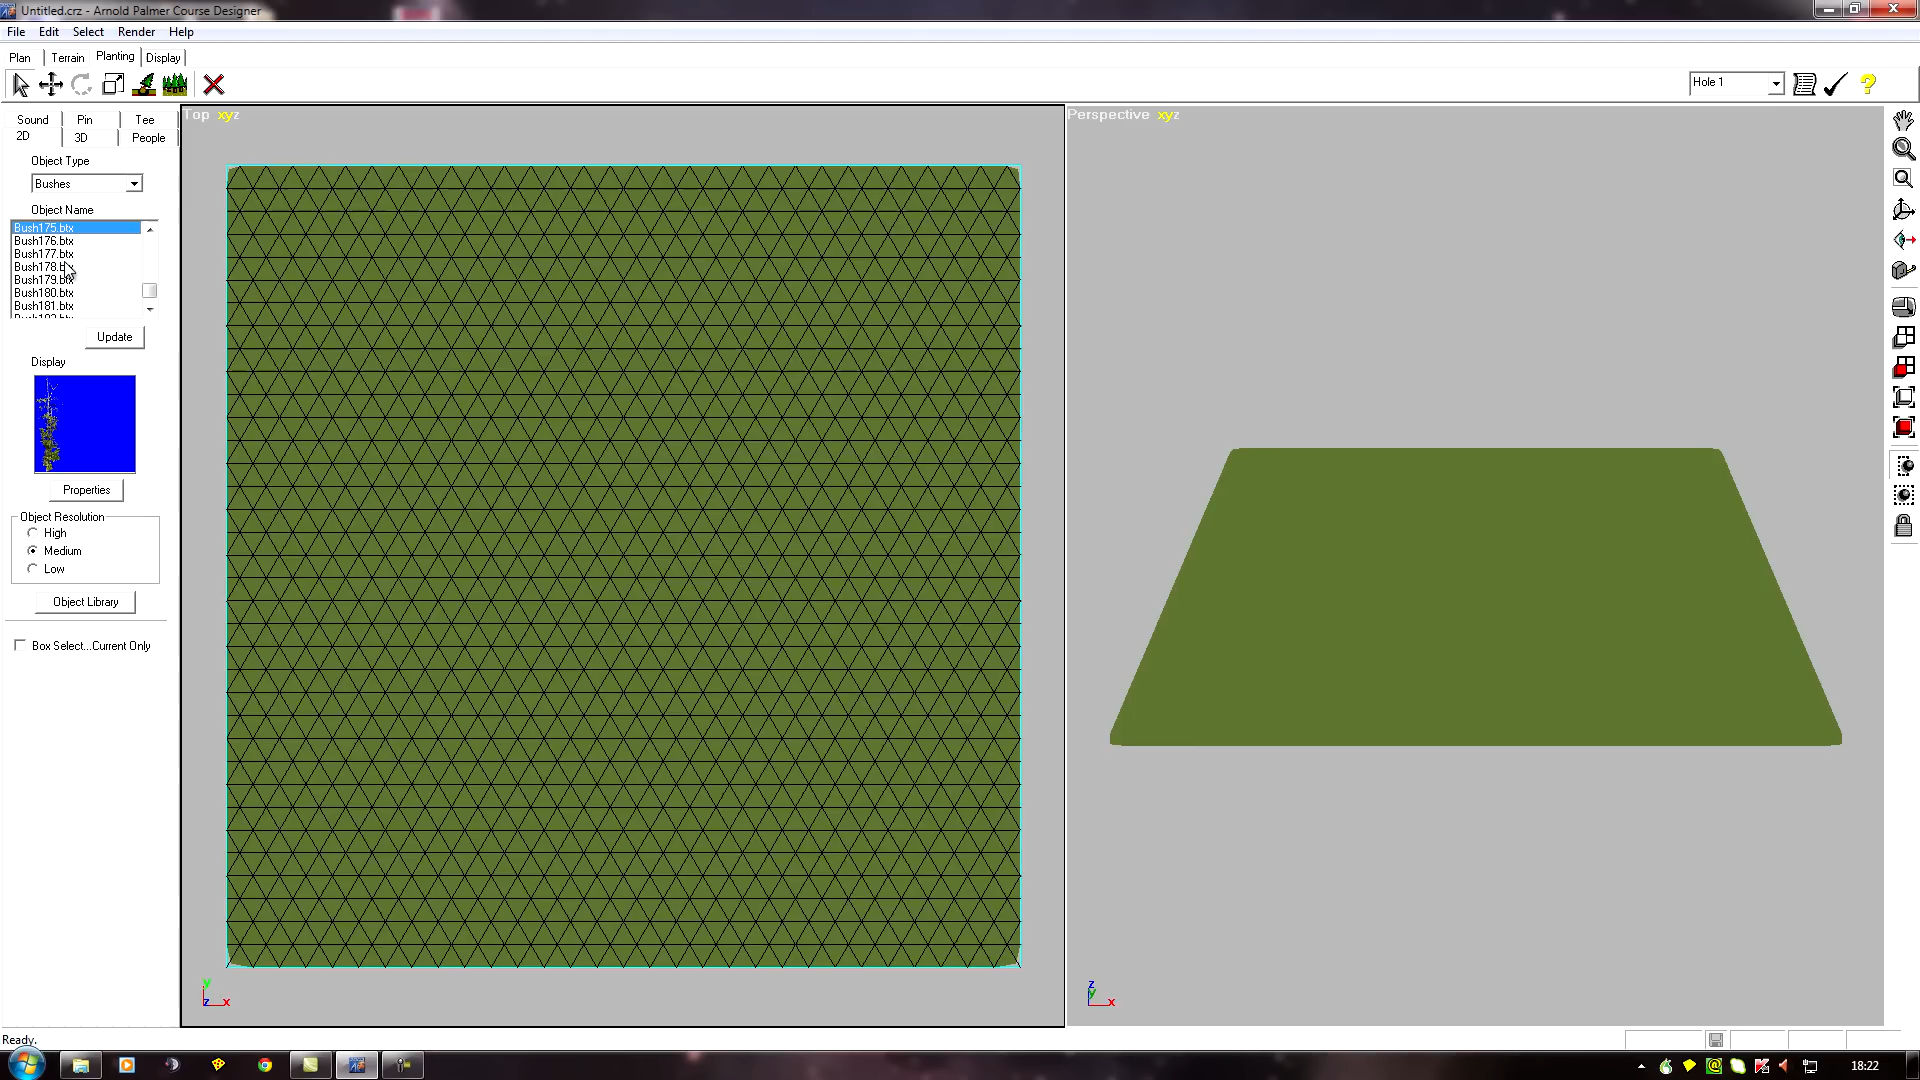 Untitled.crz - Arnold Palmer Course Designer
File Edit Select Render Help
Plan Terrain Planting Display
Hole 1
Sound Pin Tee
2D 3D People
Object Type
Bushes
Object Name
Bush175.btx
Bush176.btx
Bush177.btx
Bush178.btx
Bush179.btx
Bush180.btx
Bush181.btx
Update
Display
Properties
Object Resolution
High
Medium
Low
Object Library
Box Select...Current Only
Top xyz
Perspective xyz
y
z x
z
y
x
Ready.
18:22